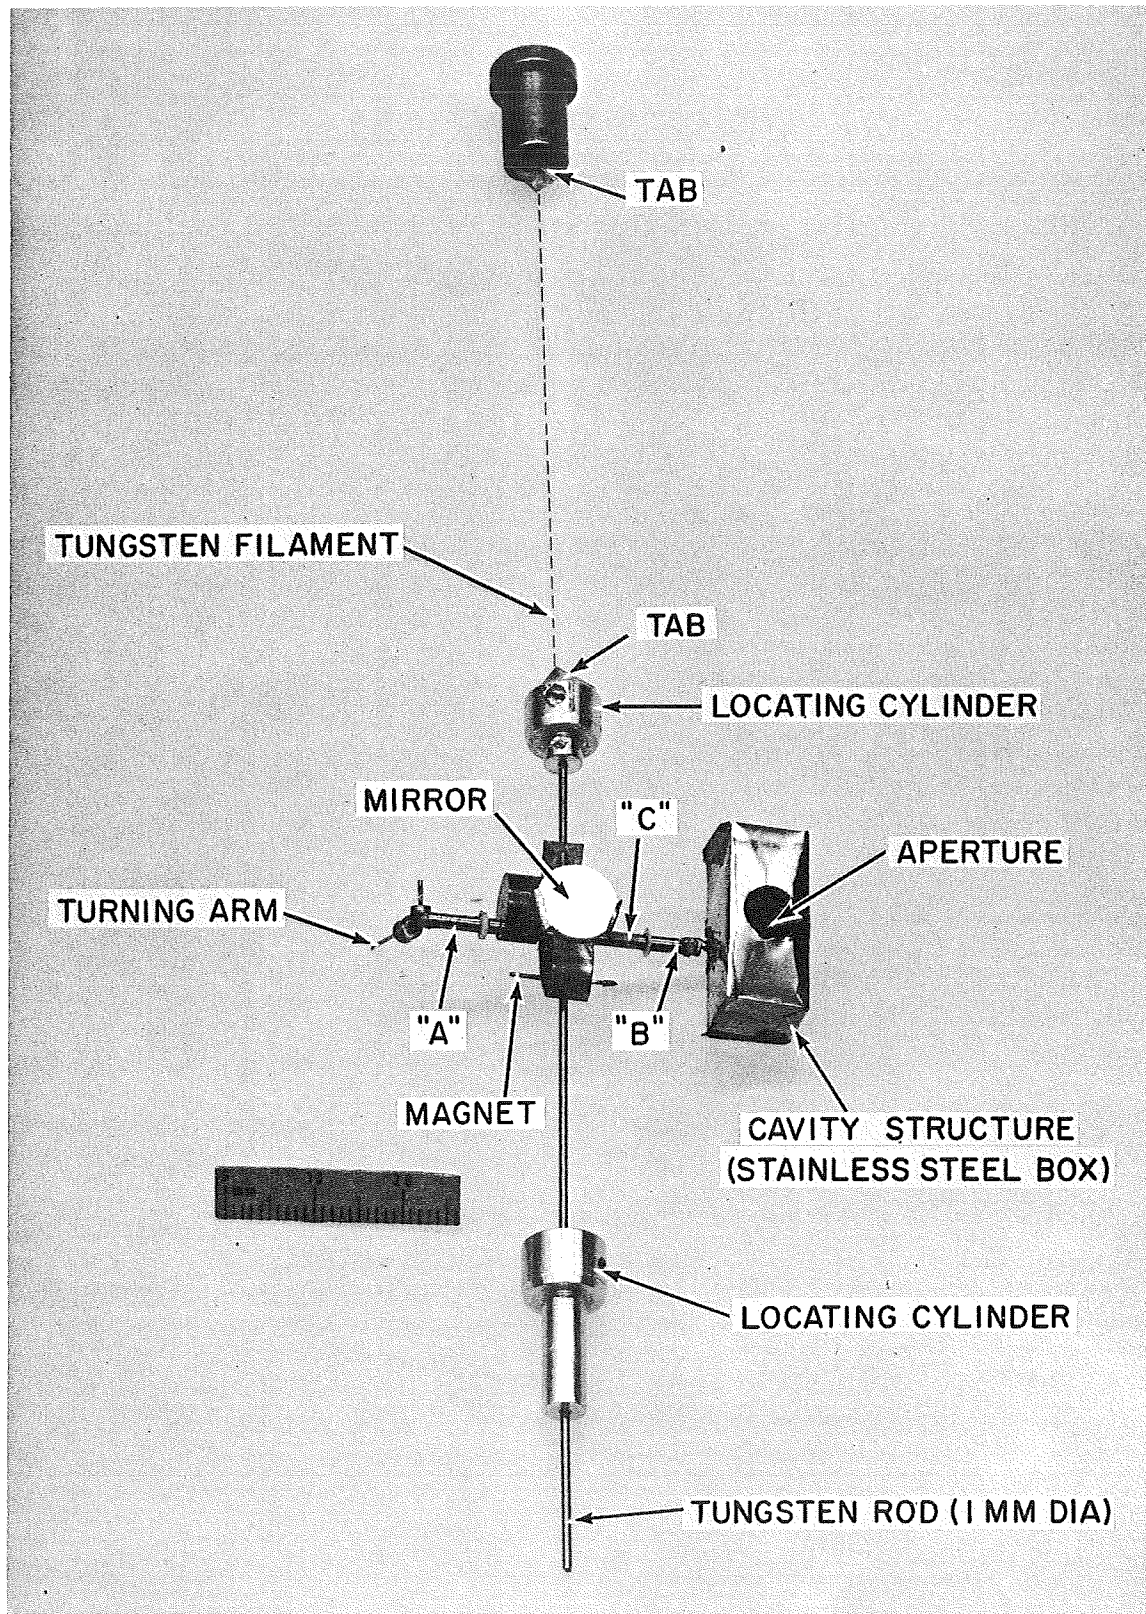 TAB
TUNGSTEN FILAMENT
TAB
LOCATING CYLINDER
MIRROR
"C"
APERTURE
TURNING ARM
"A"
"B"
MAGNET
CAVITY STRUCTURE
(STAINLESS STEEL BOX)
LOCATING CYLINDER
TUNGSTEN ROD (1 MM DIA)